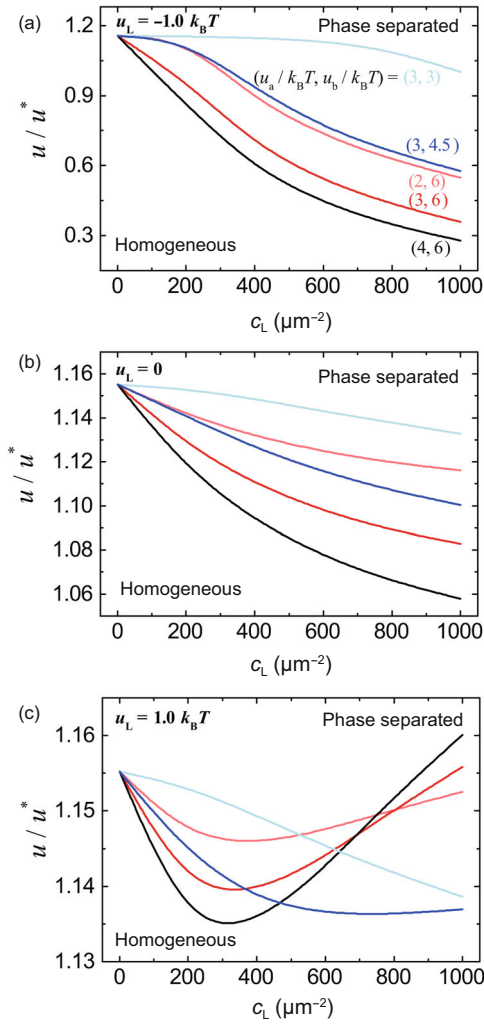 (a)
u_L = −1.0 k_BT
Phase separated
(u_a / k_BT, u_b / k_BT) = (3, 3)
(3, 4.5)
(2, 6)
(3, 6)
(4, 6)
Homogeneous
1.2
0.9
0.6
0.3
u / u*
0 200 400 600 800 1000
c_L (μm⁻²)
(b)
u_L = 0
Phase separated
Homogeneous
1.16
1.14
1.12
1.10
1.08
1.06
u / u*
0 200 400 600 800 1000
c_L (μm⁻²)
(c)
u_L = 1.0 k_BT
Phase separated
Homogeneous
1.16
1.15
1.14
1.13
u / u*
0 200 400 600 800 1000
c_L (μm⁻²)